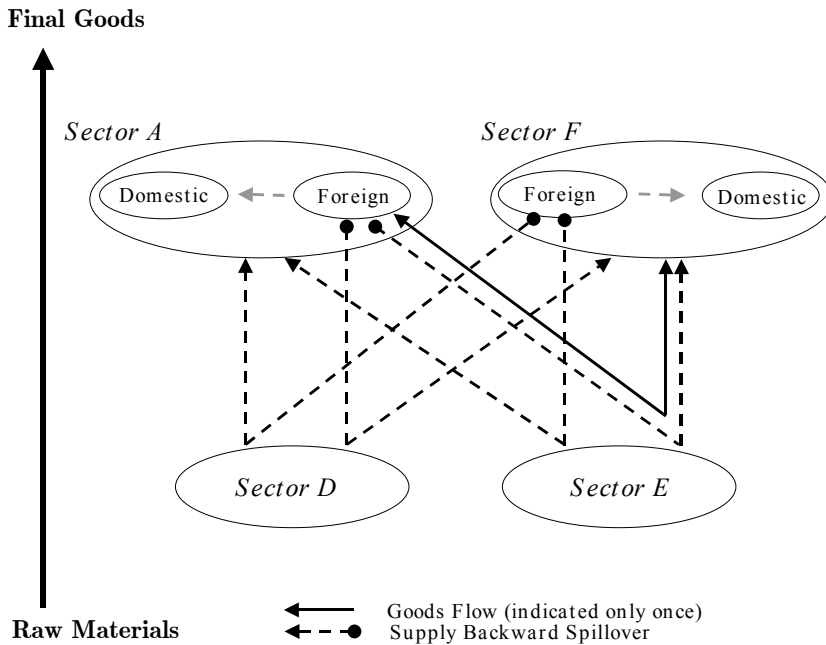 Final Goods
Sector A
Sector F
Domestic
Foreign
Foreign
Domestic
Sector D
Sector E
Goods Flow (indicated only once)
Supply Backward Spillover
Raw Materials